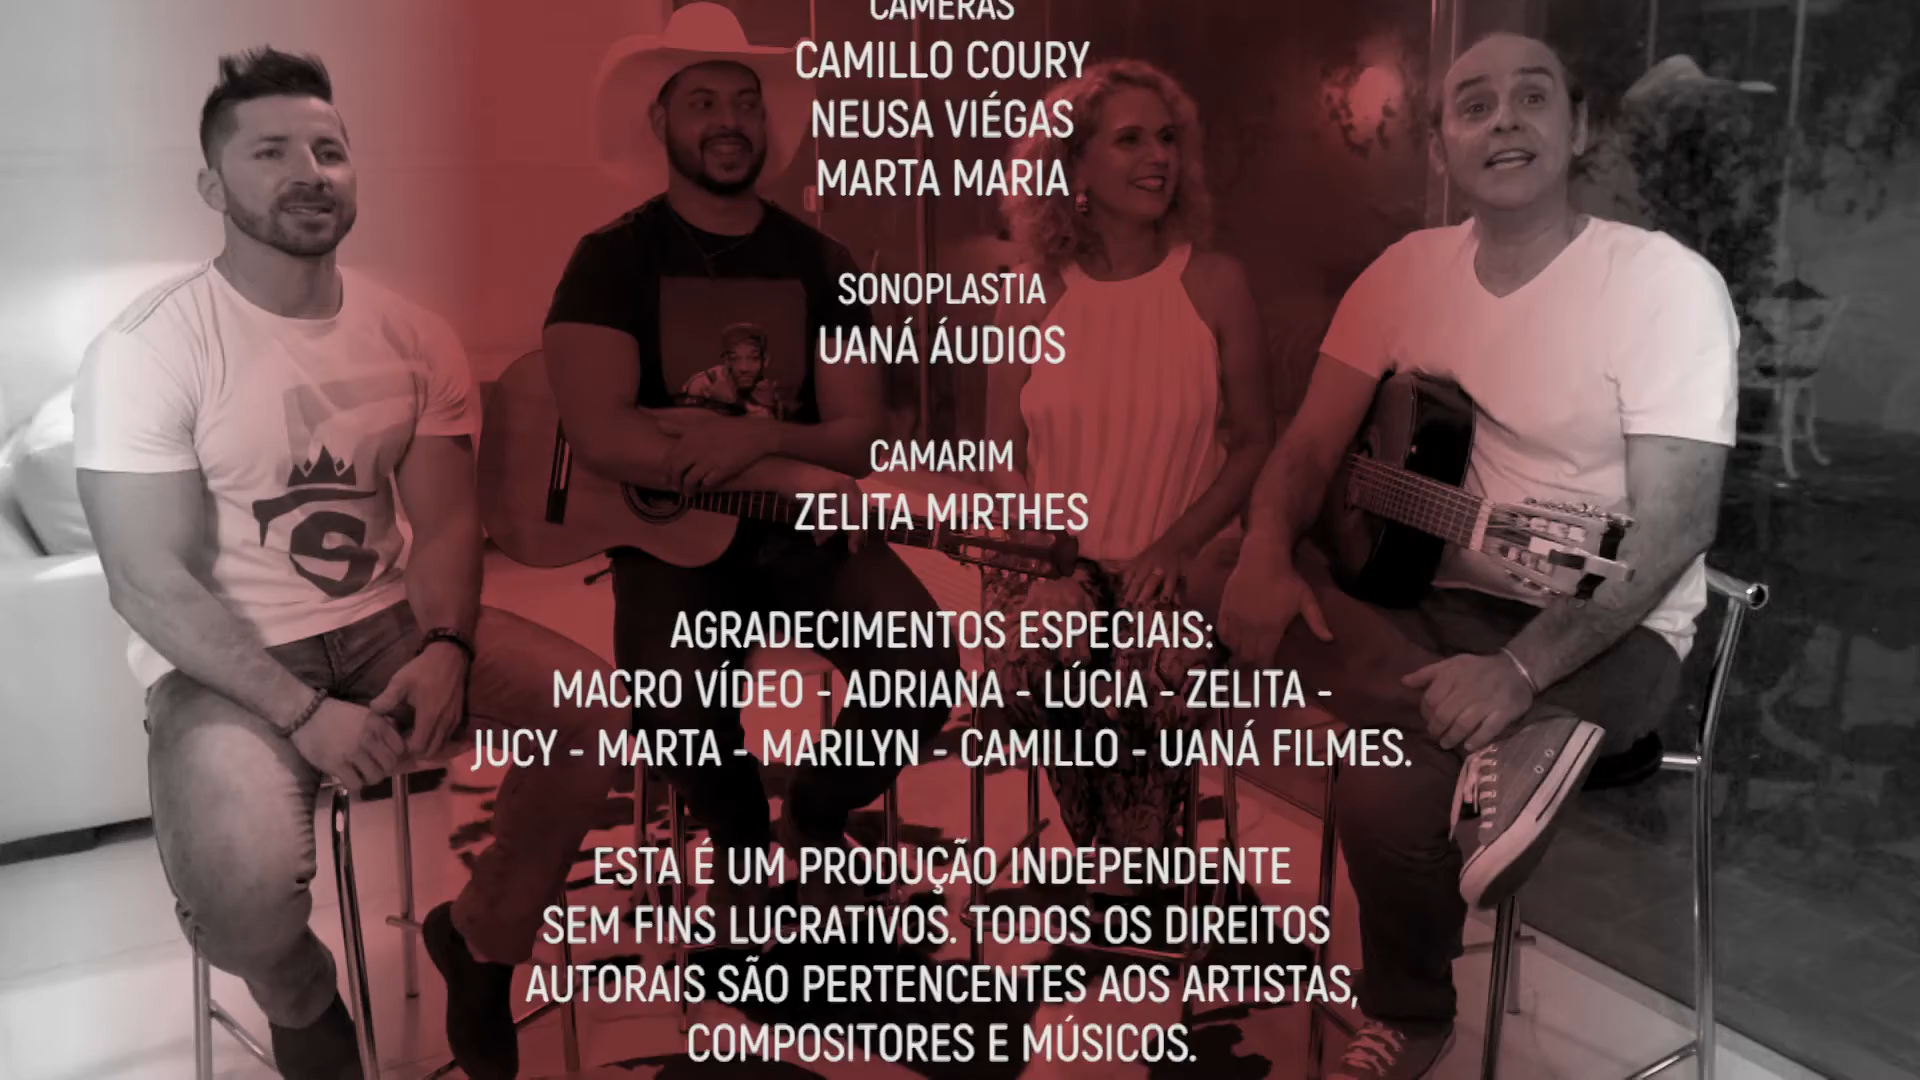 CÂMERAS
CAMILLO COURY
NEUSA VIÉGAS
MARTA MARIA
SONOPLASTIA
UANÁ ÁUDIOS
CAMARIM
ZELITA MIRTHES
AGRADECIMENTOS ESPECIAIS:
MACRO VÍDEO - ADRIANA - LÚCIA - ZELITA -
JUCY - MARTA - MARILYN - CAMILLO - UANÁ FILMES.
ESTA É UM PRODUÇÃO INDEPENDENTE
SEM FINS LUCRATIVOS. TODOS OS DIREITOS
AUTORAIS SÃO PERTENCENTES AOS ARTISTAS,
COMPOSITORES E MÚSICOS.
S